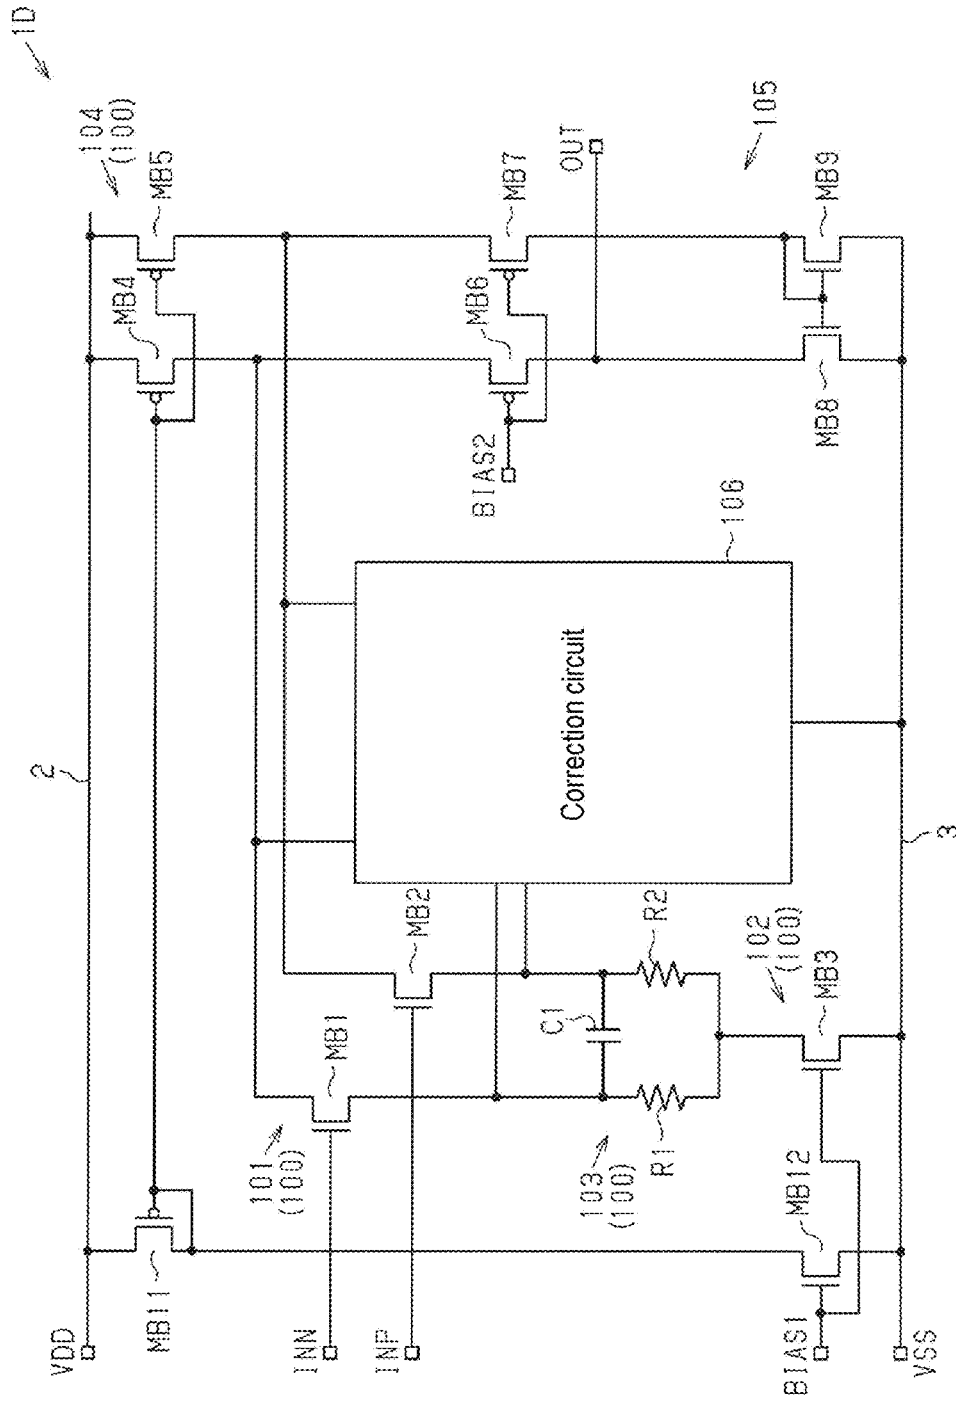 1D
VDD
2
104
(100)
MB11
MB4
MB5
INN
101
(100)
MB1
INP
MB2
Correction circuit
106
BIAS2
MB6
MB7
OUT
C1
103
(100)
R1
R2
102
(100)
MB3
105
BIAS1
MB12
MB8
MB9
VSS
3